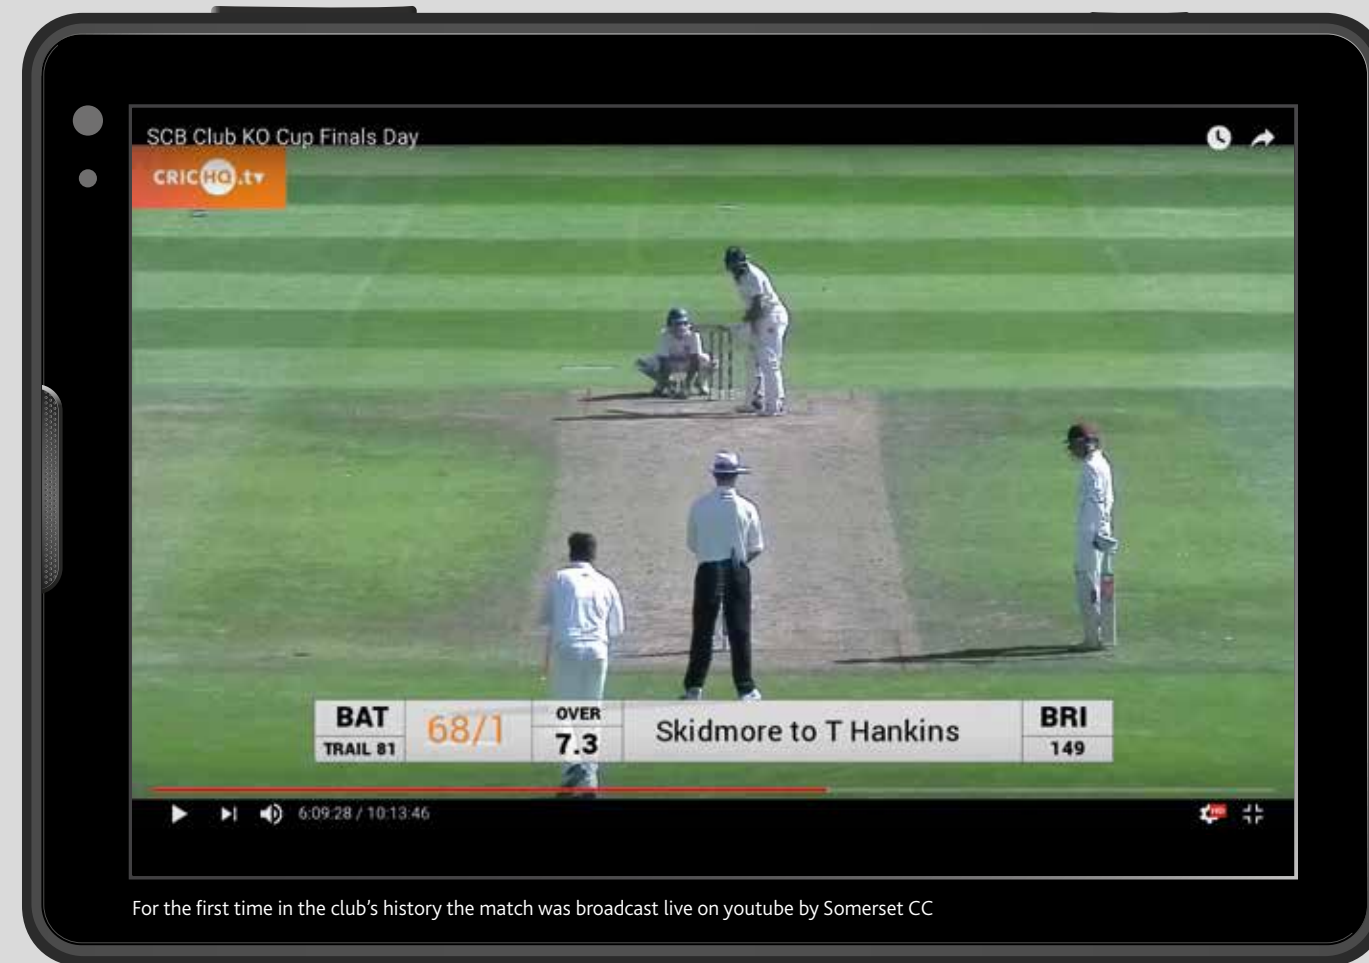 SCB Club KO Cup Finals Day
CRICHQ.tv
BAT
TRAIL 81
68/1
OVER
7.3
Skidmore to T Hankins
BRI
149
6:09:28 / 10:13:46
HD
For the first time in the club's history the match was broadcast live on youtube by Somerset CC